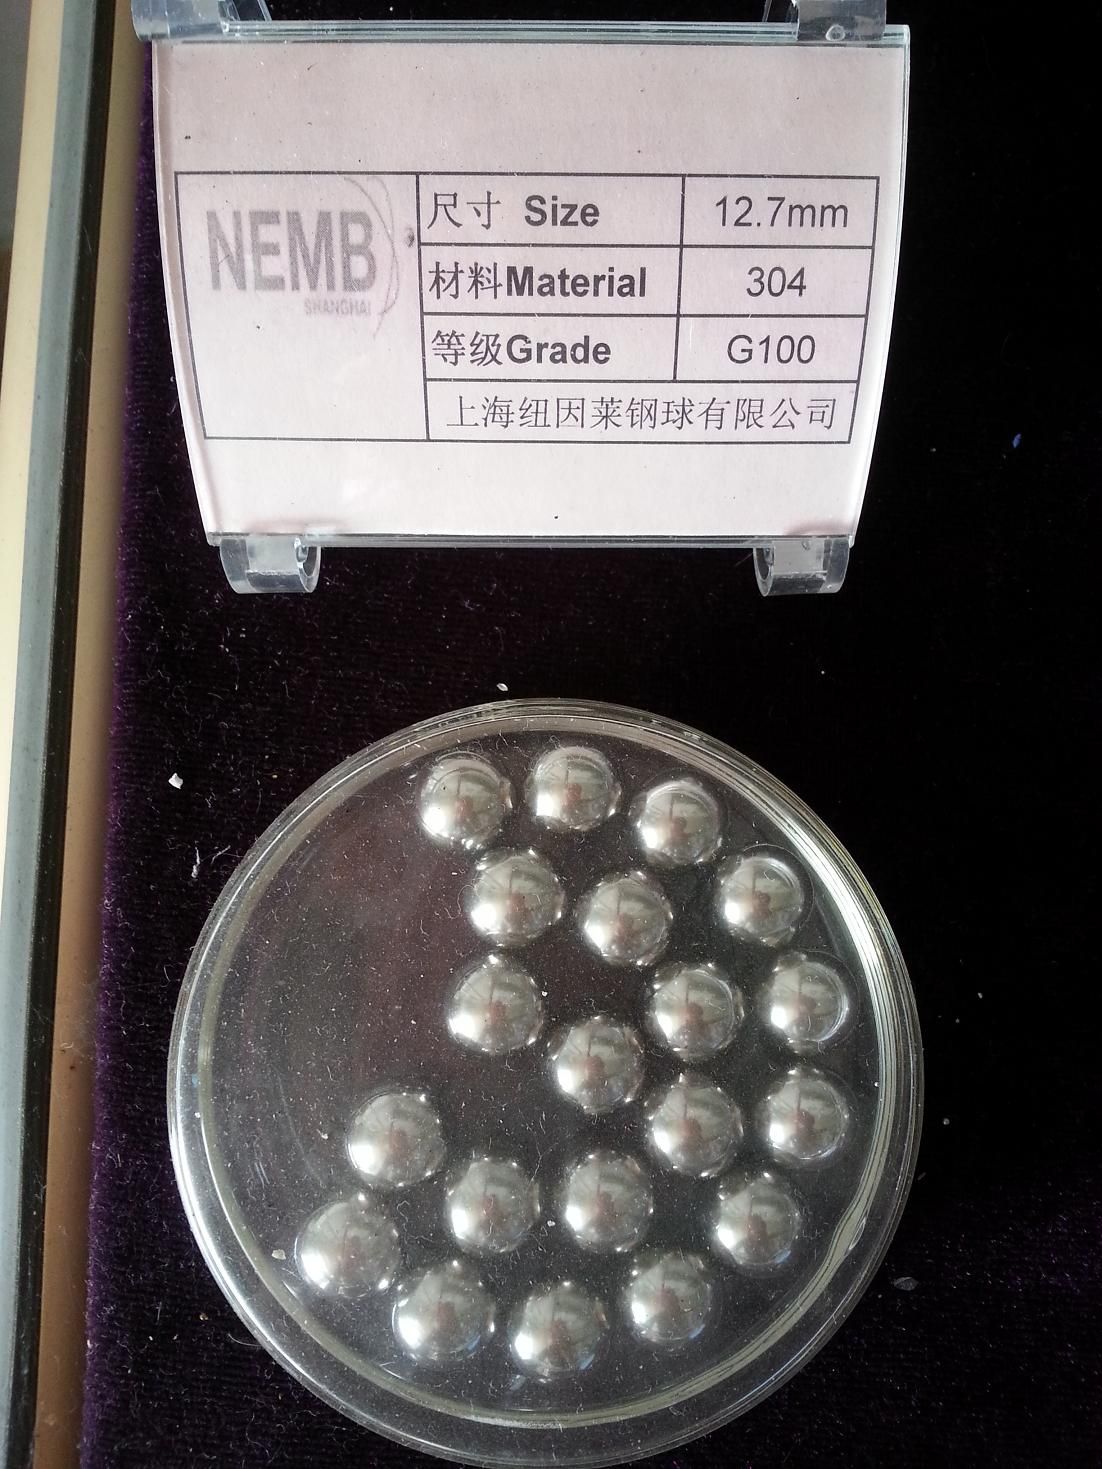 NEMB
SHANGHAI
尺寸 Size 12.7mm
材料Material 304
等级Grade G100
上海纽因莱钢球有限公司